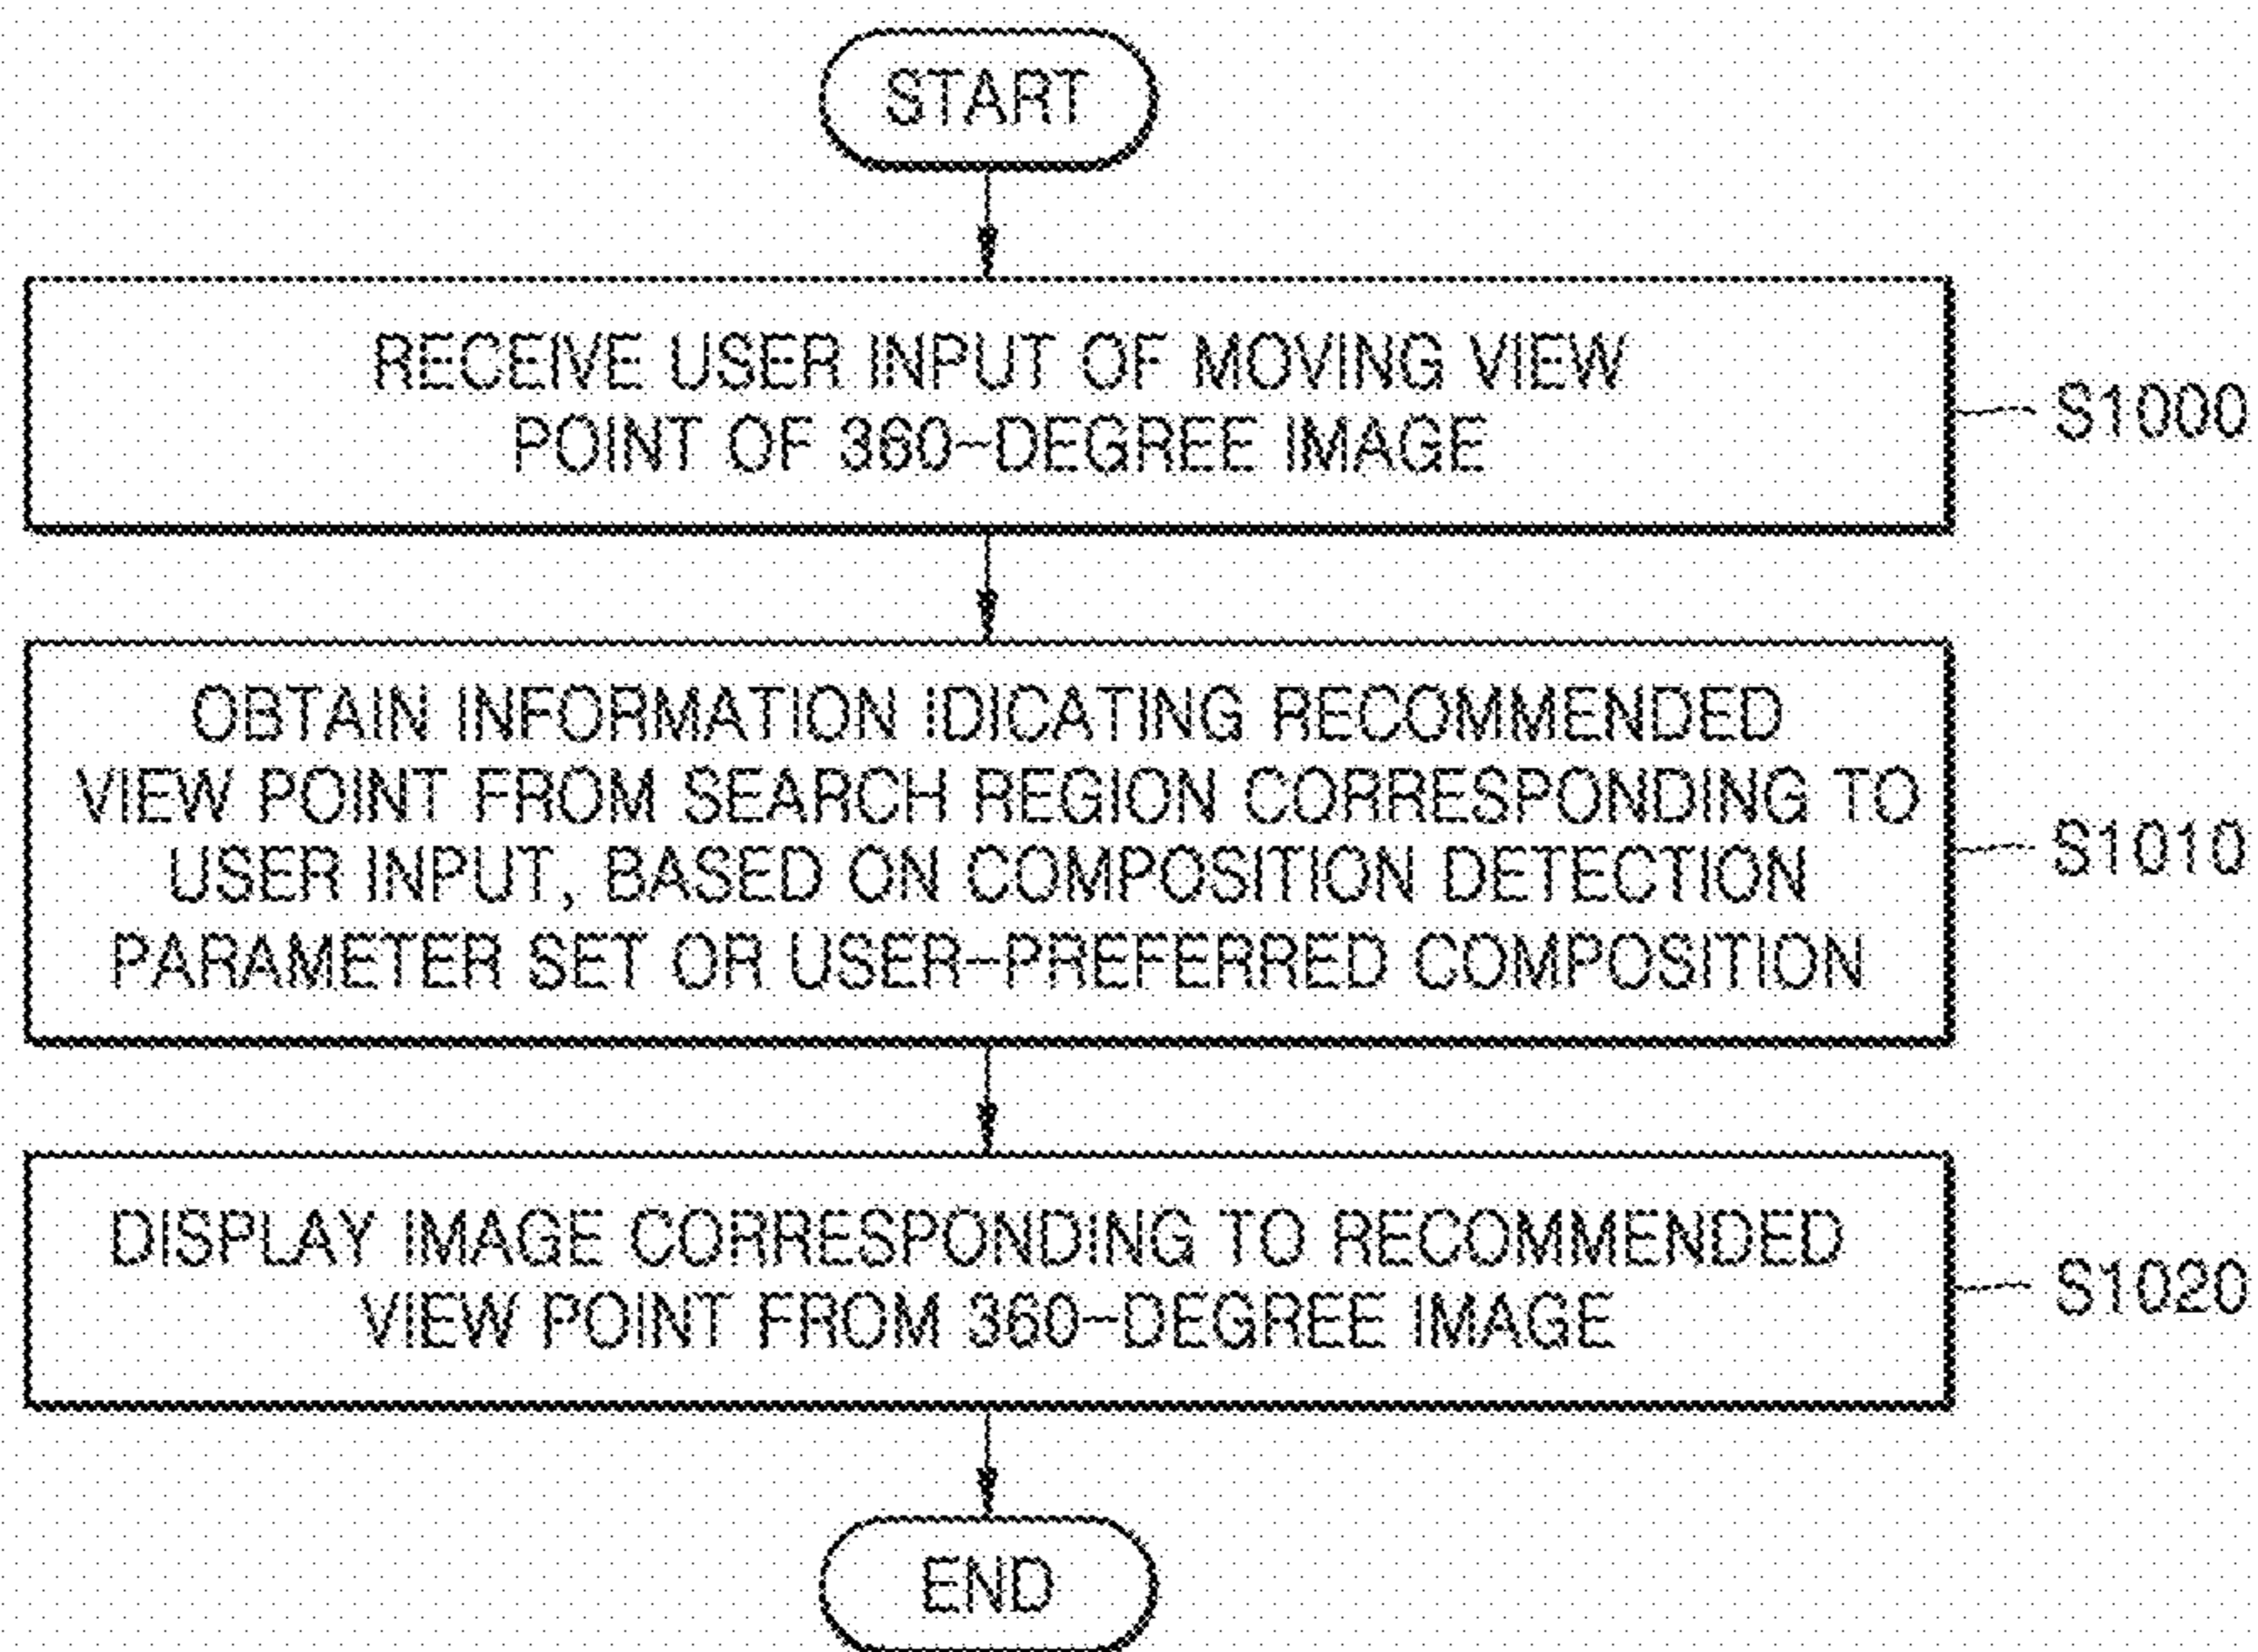 START
RECEIVE USER INPUT OF MOVING VIEW
POINT OF 360-DEGREE IMAGE
S1000
OBTAIN INFORMATION IDICATING RECOMMENDED
VIEW POINT FROM SEARCH REGION CORRESPONDING TO
USER INPUT, BASED ON COMPOSITION DETECTION
PARAMETER SET OR USER-PREFERRED COMPOSITION
S1010
DISPLAY IMAGE CORRESPONDING TO RECOMMENDED
VIEW POINT FROM 360-DEGREE IMAGE
S1020
END